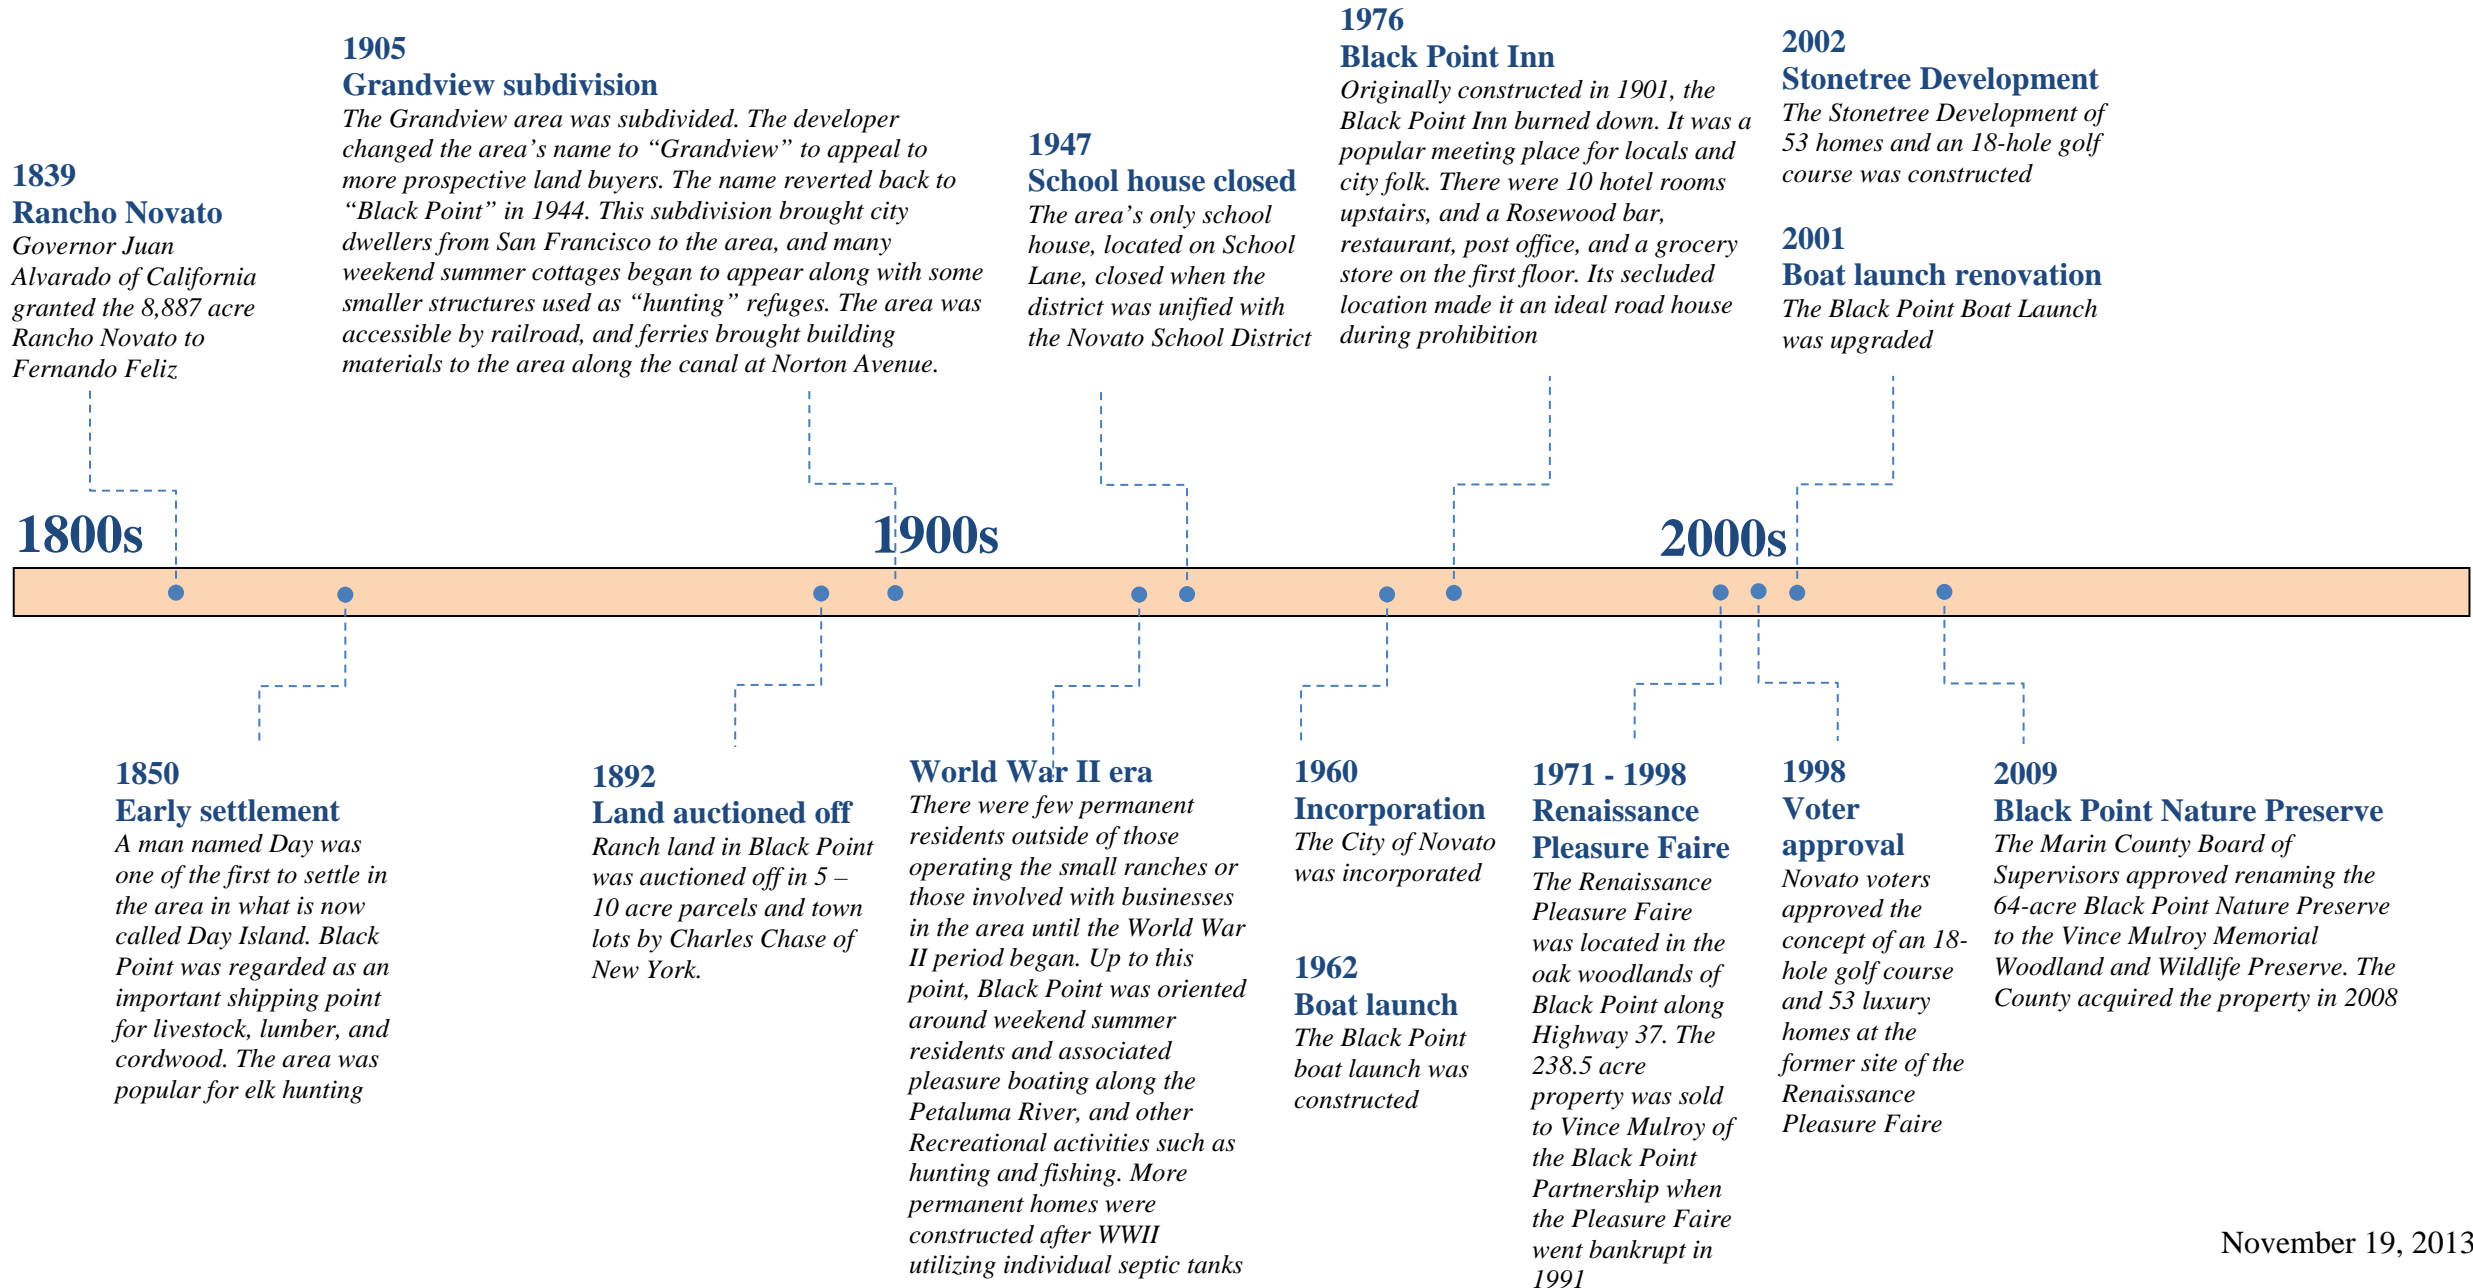 1839
Rancho Novato
Governor Juan
Alvarado of California
granted the 8,887 acre
Rancho Novato to
Fernando Feliz
1905
Grandview subdivision
The Grandview area was subdivided. The developer
changed the area’s name to “Grandview” to appeal to
more prospective land buyers. The name reverted back to
“Black Point” in 1944. This subdivision brought city
dwellers from San Francisco to the area, and many
weekend summer cottages began to appear along with some
smaller structures used as “hunting” refuges. The area was
accessible by railroad, and ferries brought building
materials to the area along the canal at Norton Avenue.
1947
School house closed
The area’s only school
house, located on School
Lane, closed when the
district was unified with
the Novato School District
1976
Black Point Inn
Originally constructed in 1901, the
Black Point Inn burned down. It was a
popular meeting place for locals and
city folk. There were 10 hotel rooms
upstairs, and a Rosewood bar,
restaurant, post office, and a grocery
store on the first floor. Its secluded
location made it an ideal road house
during prohibition
2002
Stonetree Development
The Stonetree Development of
53 homes and an 18-hole golf
course was constructed
2001
Boat launch renovation
The Black Point Boat Launch
was upgraded
1800s
1900s
2000s
1850
Early settlement
A man named Day was
one of the first to settle in
the area in what is now
called Day Island. Black
Point was regarded as an
important shipping point
for livestock, lumber, and
cordwood. The area was
popular for elk hunting
1892
Land auctioned off
Ranch land in Black Point
was auctioned off in 5 –
10 acre parcels and town
lots by Charles Chase of
New York.
World War II era
There were few permanent
residents outside of those
operating the small ranches or
those involved with businesses
in the area until the World War
II period began. Up to this
point, Black Point was oriented
around weekend summer
residents and associated
pleasure boating along the
Petaluma River, and other
Recreational activities such as
hunting and fishing. More
permanent homes were
constructed after WWII
utilizing individual septic tanks
1960
Incorporation
The City of Novato
was incorporated
1962
Boat launch
The Black Point
boat launch was
constructed
1971 - 1998
Renaissance
Pleasure Faire
The Renaissance
Pleasure Faire
was located in the
oak woodlands of
Black Point along
Highway 37. The
238.5 acre
property was sold
to Vince Mulroy of
the Black Point
Partnership when
the Pleasure Faire
went bankrupt in
1991
1998
Voter
approval
Novato voters
approved the
concept of an 18-
hole golf course
and 53 luxury
homes at the
former site of the
Renaissance
Pleasure Faire
2009
Black Point Nature Preserve
The Marin County Board of
Supervisors approved renaming the
64-acre Black Point Nature Preserve
to the Vince Mulroy Memorial
Woodland and Wildlife Preserve. The
County acquired the property in 2008
November 19, 2013